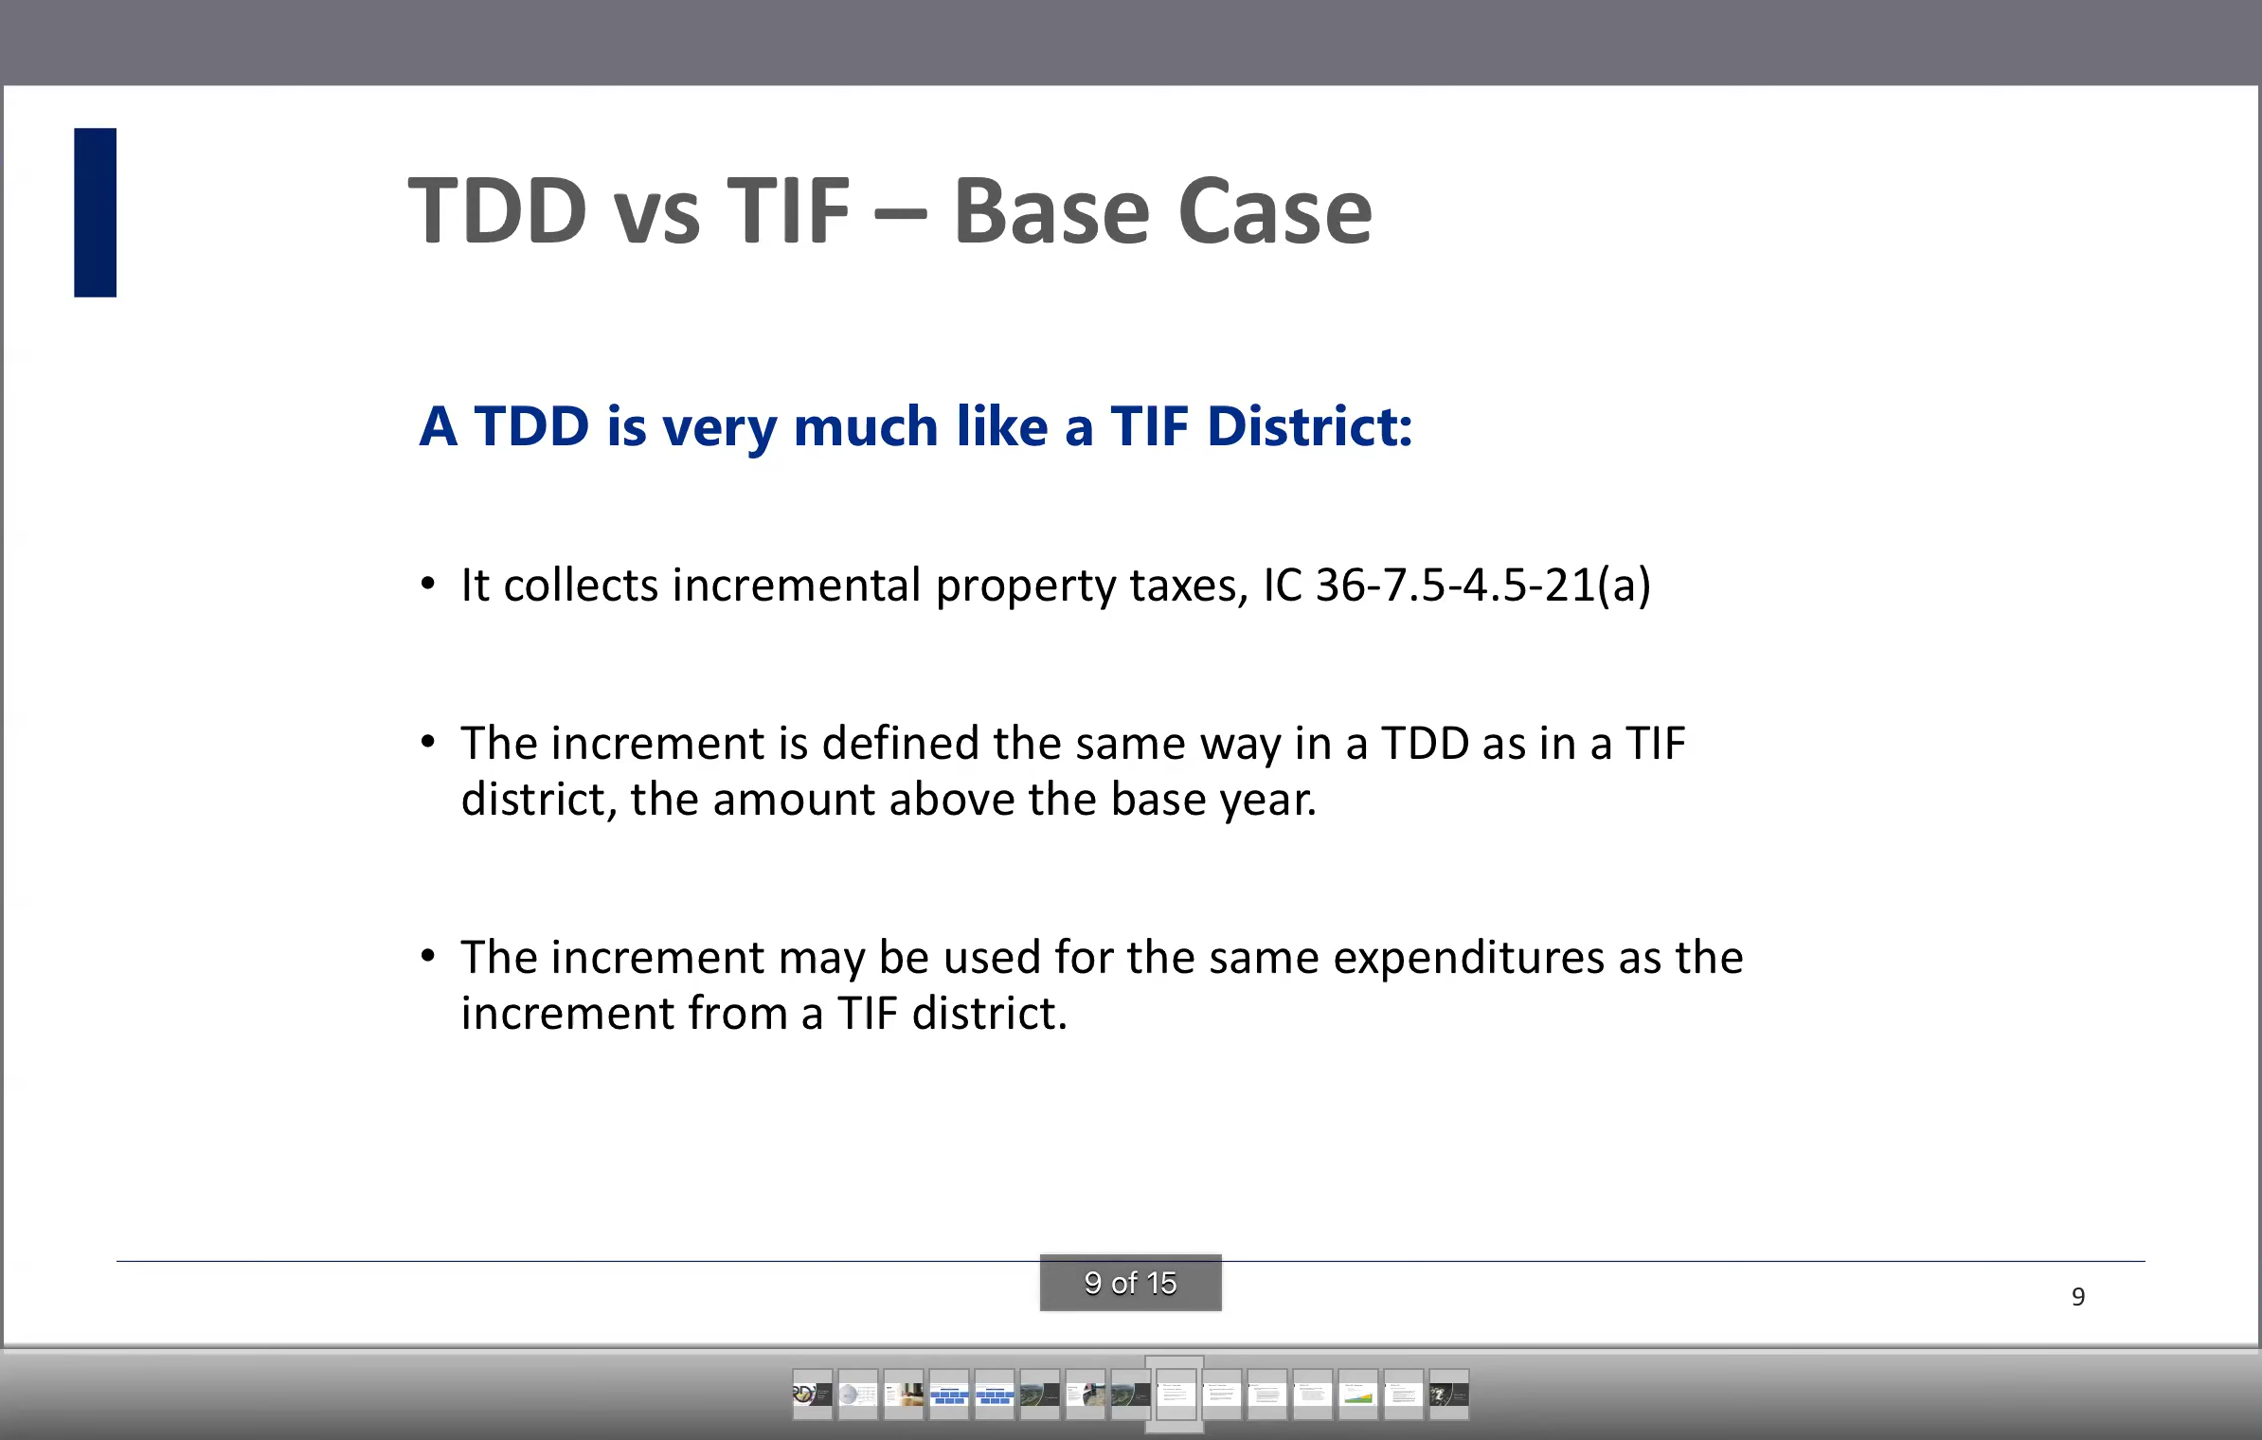 TDD vs TIF – Base Case
A TDD is very much like a TIF District:
• It collects incremental property taxes, IC 36-7.5-4.5-21(a)
• The increment is defined the same way in a TDD as in a TIF
district, the amount above the base year.
• The increment may be used for the same expenditures as the
increment from a TIF district.
9 of 15
9